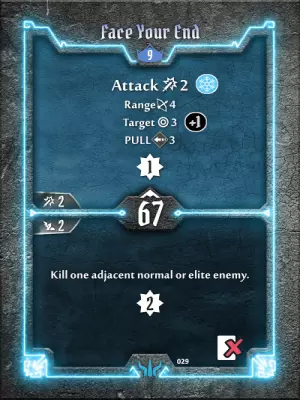 Face Your End
9
Attack 2
Range 4
Target 3 +1
PULL 3
1
2
67
2
Kill one adjacent normal or elite enemy.
2
029